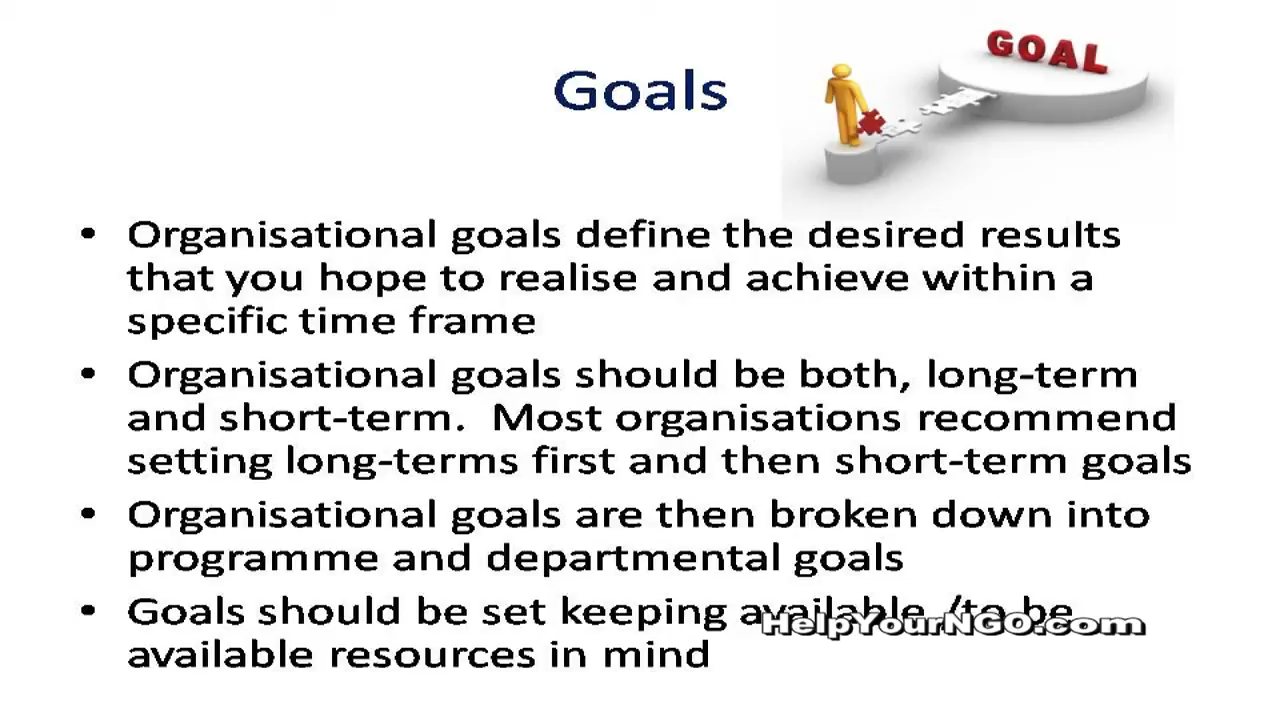 GOAL
Goals
• Organisational goals define the desired results
that you hope to realise and achieve within a
specific time frame
• Organisational goals should be both, long-term
and short-term.  Most organisations recommend
setting long-terms first and then short-term goals
• Organisational goals are then broken down into
programme and departmental goals
• Goals should be set keeping available /to be
HelpYourNGO.com
available resources in mind